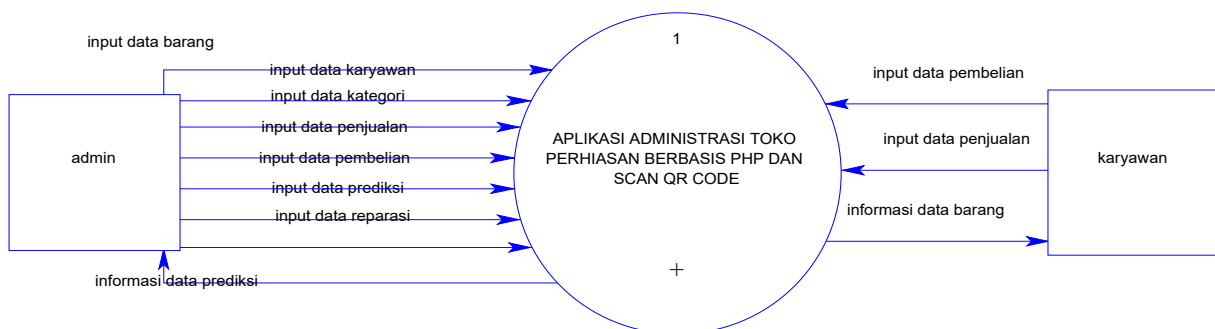 input data barang
input data karyawan
input data kategori
input data penjualan
input data pembelian
input data prediksi
input data reparasi
informasi data prediksi
admin
1
APLIKASI ADMINISTRASI TOKO
PERHIASAN BERBASIS PHP DAN
SCAN QR CODE
+
input data pembelian
input data penjualan
informasi data barang
karyawan